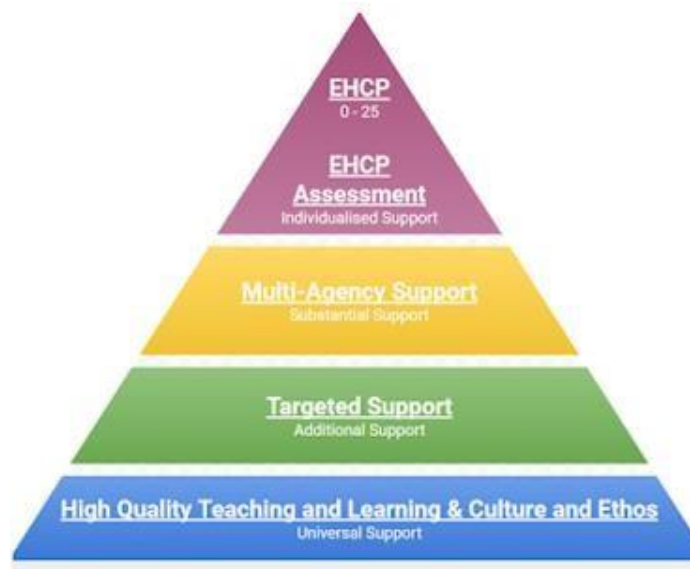 EHCP
0 - 25
EHCP
Assessment
Individualised Support
Multi-Agency Support
Substantial Support
Targeted Support
Additional Support
High Quality Teaching and Learning & Culture and Ethos
Universal Support